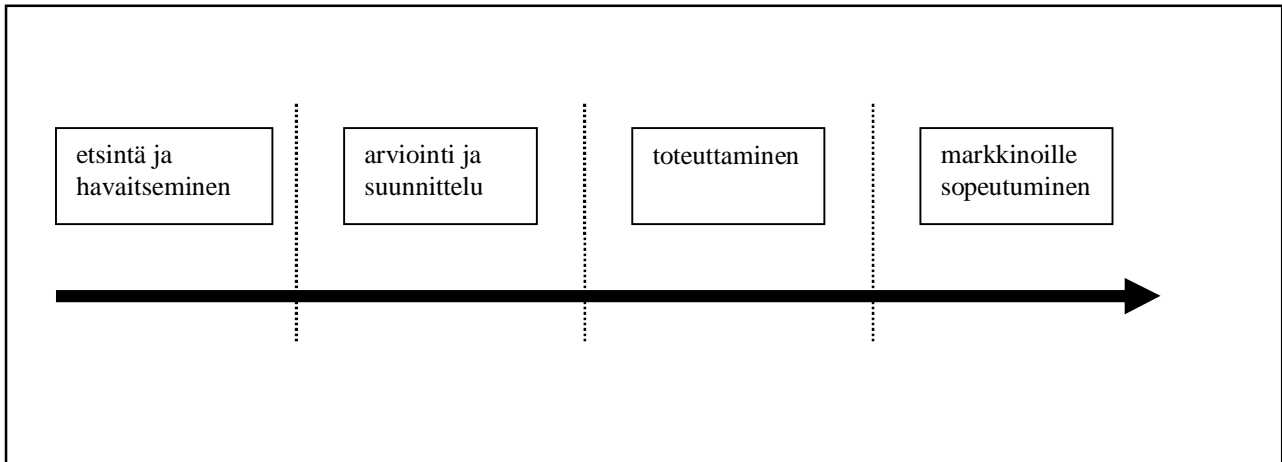 etsintä ja
havaitseminen
arviointi ja
suunnittelu
toteuttaminen
markkinoille
sopeutuminen